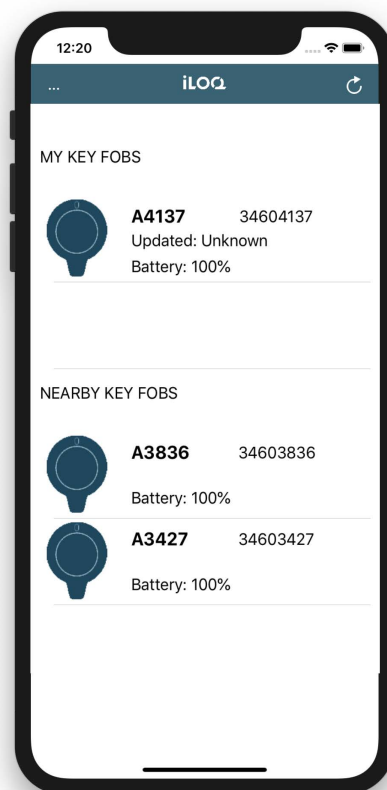 12:20
... iLOQ
MY KEY FOBS
A4137 34604137
Updated: Unknown
Battery: 100%
NEARBY KEY FOBS
A3836 34603836
Battery: 100%
A3427 34603427
Battery: 100%